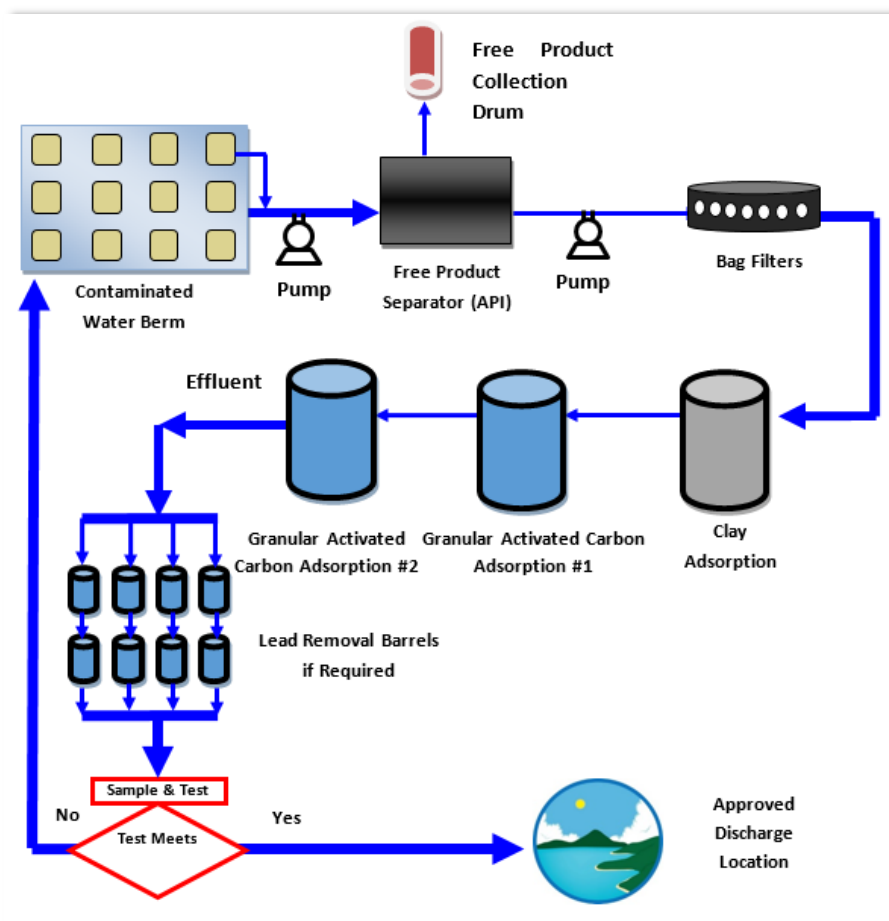 Free Product
Collection
Drum
Contaminated
Water Berm
Pump
Free Product
Separator (API)
Pump
Bag Filters
Effluent
Granular Activated
Carbon Adsorption #2
Granular Activated Carbon
Adsorption #1
Clay
Adsorption
Lead Removal Barrels
if Required
Sample & Test
No
Test Meets
Yes
Approved
Discharge
Location